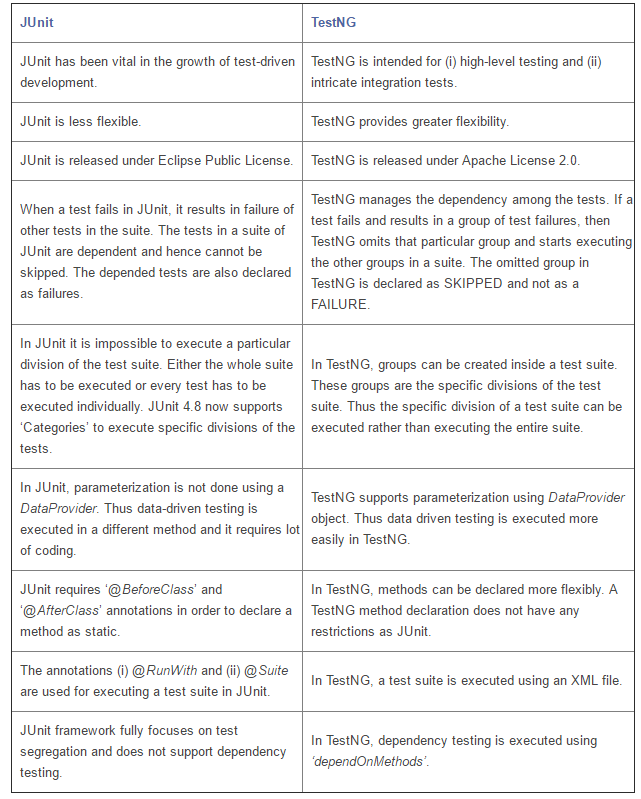 JUnit
TestNG
JUnit has been vital in the growth of test-driven
development.
TestNG is intended for (i) high-level testing and (ii)
intricate integration tests.
JUnit is less flexible.
TestNG provides greater flexibility.
JUnit is released under Eclipse Public License.
TestNG is released under Apache License 2.0.
When a test fails in JUnit, it results in failure of
other tests in the suite. The tests in a suite of
JUnit are dependent and hence cannot be
skipped. The depended tests are also declared
as failures.
TestNG manages the dependency among the tests. If a
test fails and results in a group of test failures, then
TestNG omits that particular group and starts executing
the other groups in a suite. The omitted group in
TestNG is declared as SKIPPED and not as a
FAILURE.
In JUnit it is impossible to execute a particular
division of the test suite. Either the whole suite
has to be executed or every test has to be
executed individually. JUnit 4.8 now supports
‘Categories’ to execute specific divisions of the
tests.
In TestNG, groups can be created inside a test suite.
These groups are the specific divisions of the test
suite. Thus the specific division of a test suite can be
executed rather than executing the entire suite.
In JUnit, parameterization is not done using a
DataProvider. Thus data-driven testing is
executed in a different method and it requires lot
of coding.
TestNG supports parameterization using DataProvider
object. Thus data driven testing is executed more
easily in TestNG.
JUnit requires ‘@BeforeClass’ and
‘@AfterClass’ annotations in order to declare a
method as static.
In TestNG, methods can be declared more flexibly. A
TestNG method declaration does not have any
restrictions as JUnit.
The annotations (i) @RunWith and (ii) @Suite
are used for executing a test suite in JUnit.
In TestNG, a test suite is executed using an XML file.
JUnit framework fully focuses on test
segregation and does not support dependency
testing.
In TestNG, dependency testing is executed using
‘dependOnMethods’.